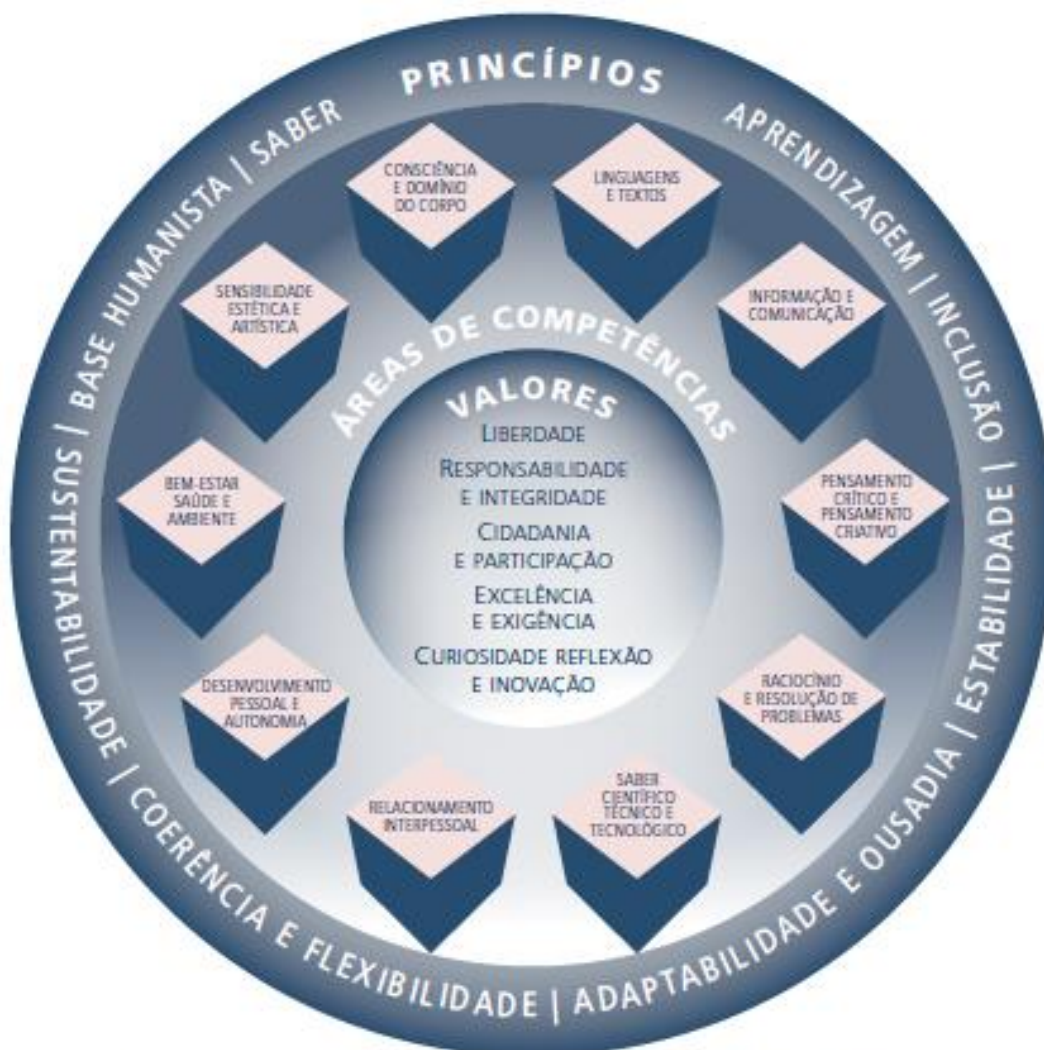 PRINCÍPIOS
APRENDIZAGEM | INCLUSÃO | ESTABILIDADE | ADAPTABILIDADE E OUSADIA | COERÊNCIA E FLEXIBILIDADE | SUSTENTABILIDADE | BASE HUMANISTA | SABER
LINGUAGENS
E TEXTOS
INFORMAÇÃO E
COMUNICAÇÃO
PENSAMENTO
CRÍTICO E
PENSAMENTO
CRIATIVO
RACIOCÍNIO
E RESOLUÇÃO DE
PROBLEMAS
SABER
CIENTÍFICO
TÉCNICO E
TECNOLÓGICO
RELACIONAMENTO
INTERPESSOAL
DESENVOLVIMENTO
PESSOAL E
AUTONOMIA
BEM-ESTAR
SAÚDE E
AMBIENTE
SENSIBILIDADE
ESTÉTICA E
ARTÍSTICA
CONSCIÊNCIA
E DOMÍNIO
DO CORPO
ÁREAS DE COMPETÊNCIAS
VALORES
LIBERDADE
RESPONSABILIDADE
E INTEGRIDADE
CIDADANIA
E PARTICIPAÇÃO
EXCELÊNCIA
E EXIGÊNCIA
CURIOSIDADE REFLEXÃO
E INOVAÇÃO